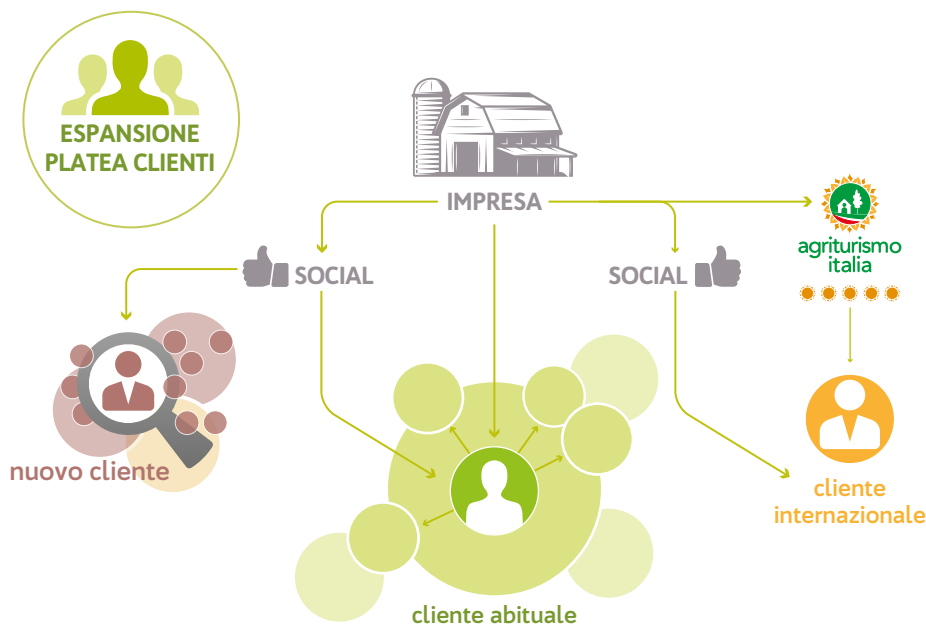 ESPANSIONE
PLATEA CLIENTI
IMPRESA
SOCIAL
SOCIAL
agriturismo
italia
nuovo cliente
cliente
internazionale
cliente abituale